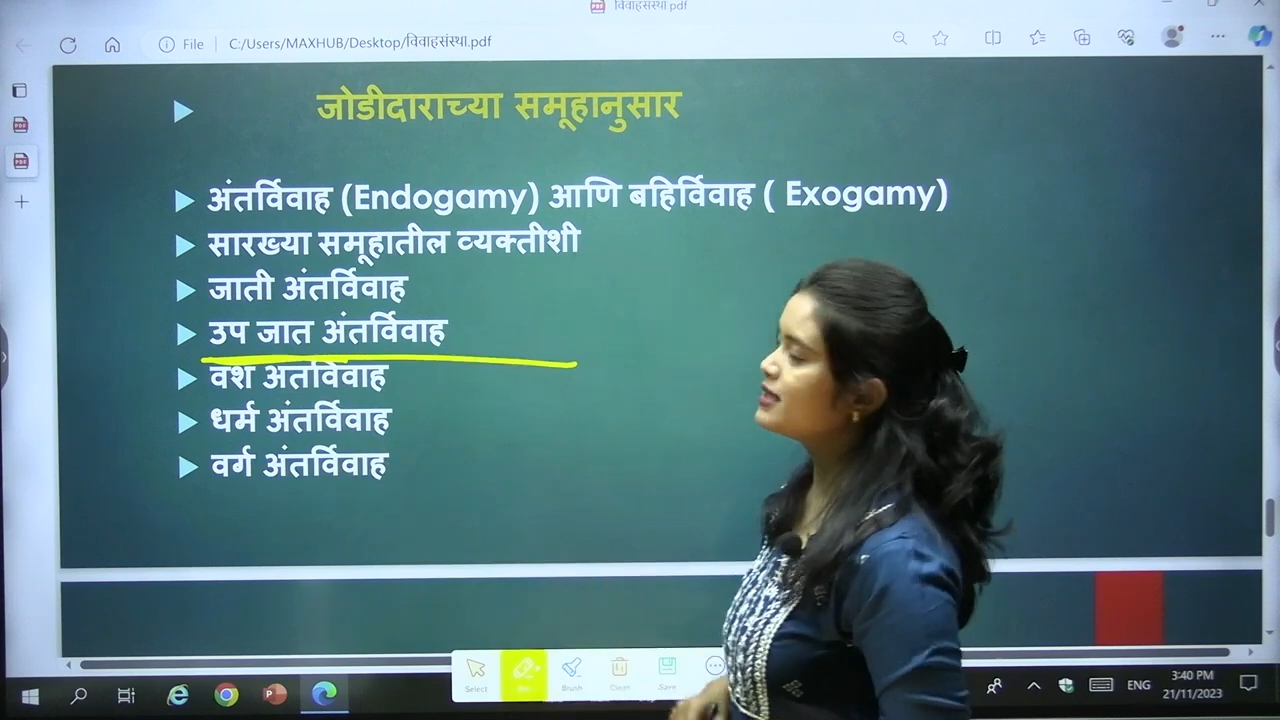 विवाहसंस्था.pdf
File C:/Users/MAXHUB/Desktop/विवाहसंस्था.pdf
जोडीदाराच्या समूहानुसार
अंतर्विवाह (Endogamy) आणि बहिर्विवाह ( Exogamy)
सारख्या समूहातील व्यक्तीशी
जाती अंतर्विवाह
उप जात अंतर्विवाह
वंश अंतर्विवाह
धर्म अंतर्विवाह
वर्ग अंतर्विवाह
Select Brush Clean Save
ENG 3:40 PM
21/11/2023